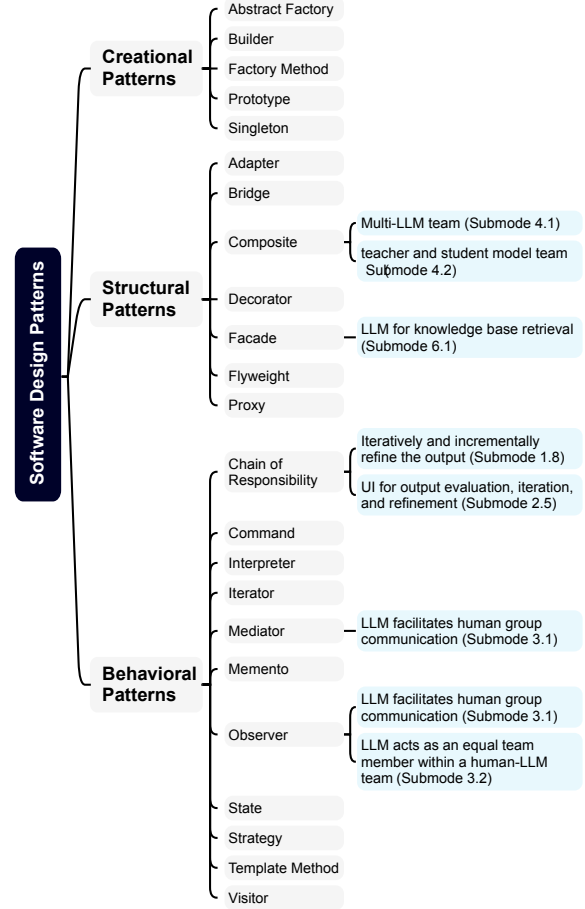 Software Design Patterns
Creational
Patterns
Abstract Factory
Builder
Factory Method
Prototype
Singleton
Structural
Patterns
Adapter
Bridge
Composite
Multi-LLM team (Submode 4.1)
teacher and student model team
(Submode 4.2)
Decorator
Facade
LLM for knowledge base retrieval
(Submode 6.1)
Flyweight
Proxy
Behavioral
Patterns
Chain of
Responsibility
Iteratively and incrementally
refine the output (Submode 1.8)
UI for output evaluation, iteration,
and refinement (Submode 2.5)
Command
Interpreter
Iterator
Mediator
LLM facilitates human group
communication (Submode 3.1)
Memento
Observer
LLM facilitates human group
communication (Submode 3.1)
LLM acts as an equal team
member within a human-LLM
team (Submode 3.2)
State
Strategy
Template Method
Visitor